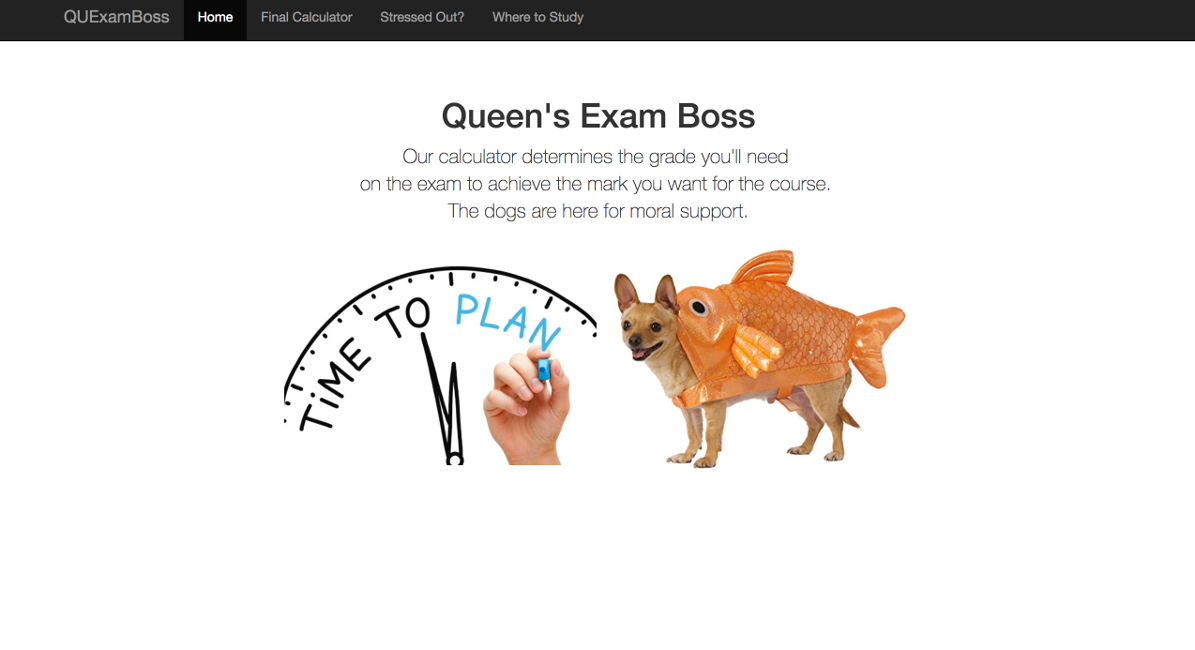 QUExamBoss Home Final Calculator Stressed Out? Where to Study
Queen's Exam Boss
Our calculator determines the grade you'll need
on the exam to achieve the mark you want for the course.
The dogs are here for moral support.
TiME TO PLAN